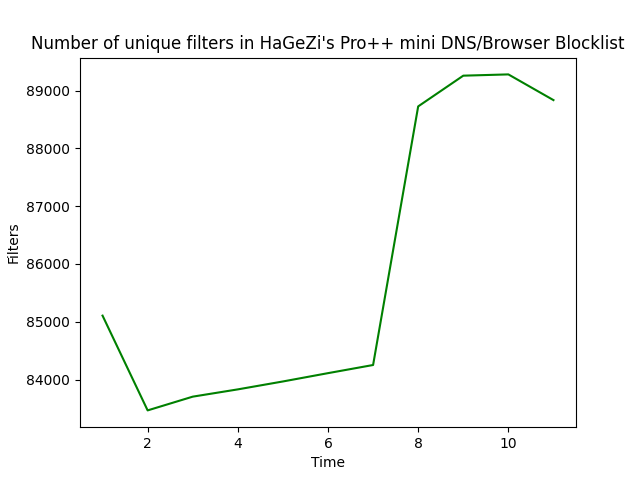 Number of unique filters in HaGeZi's Pro++ mini DNS/Browser Blocklist
89000
88000
87000
86000
85000
84000
Filters
2 4 6 8 10
Time